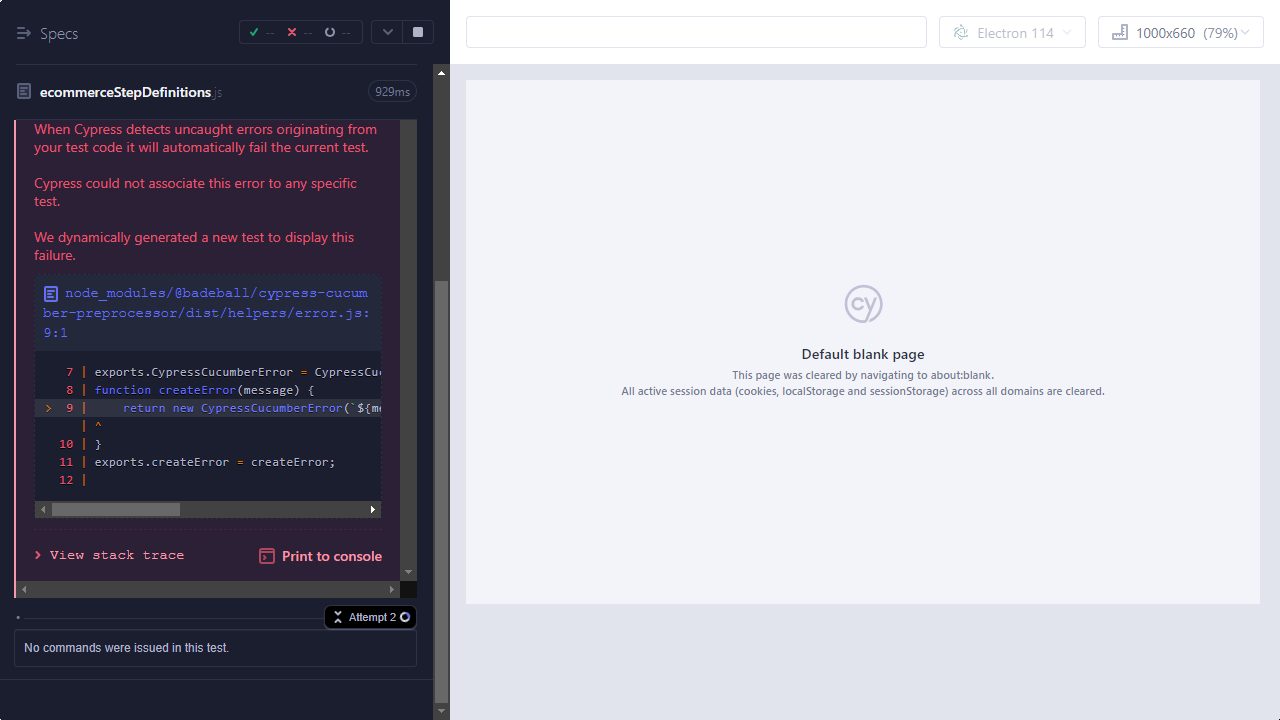 Specs
--
--
--
Electron 114
1000x660 (79%)
ecommerceStepDefinitions.js
929ms
When Cypress detects uncaught errors originating from
your test code it will automatically fail the current test.
Cypress could not associate this error to any specific
test.
We dynamically generated a new test to display this
failure.
node_modules/@badeball/cypress-cucum
ber-preprocessor/dist/helpers/error.js:
9:1
7 | exports.CypressCucumberError = CypressCuc
8 | function createError(message) {
> 9 |     return new CypressCucumberError(`${me
| ^
10 | }
11 | exports.createError = createError;
12 |
> View stack trace
Print to console
Attempt 2
No commands were issued in this test.
cy
Default blank page
This page was cleared by navigating to about:blank.
All active session data (cookies, localStorage and sessionStorage) across all domains are cleared.